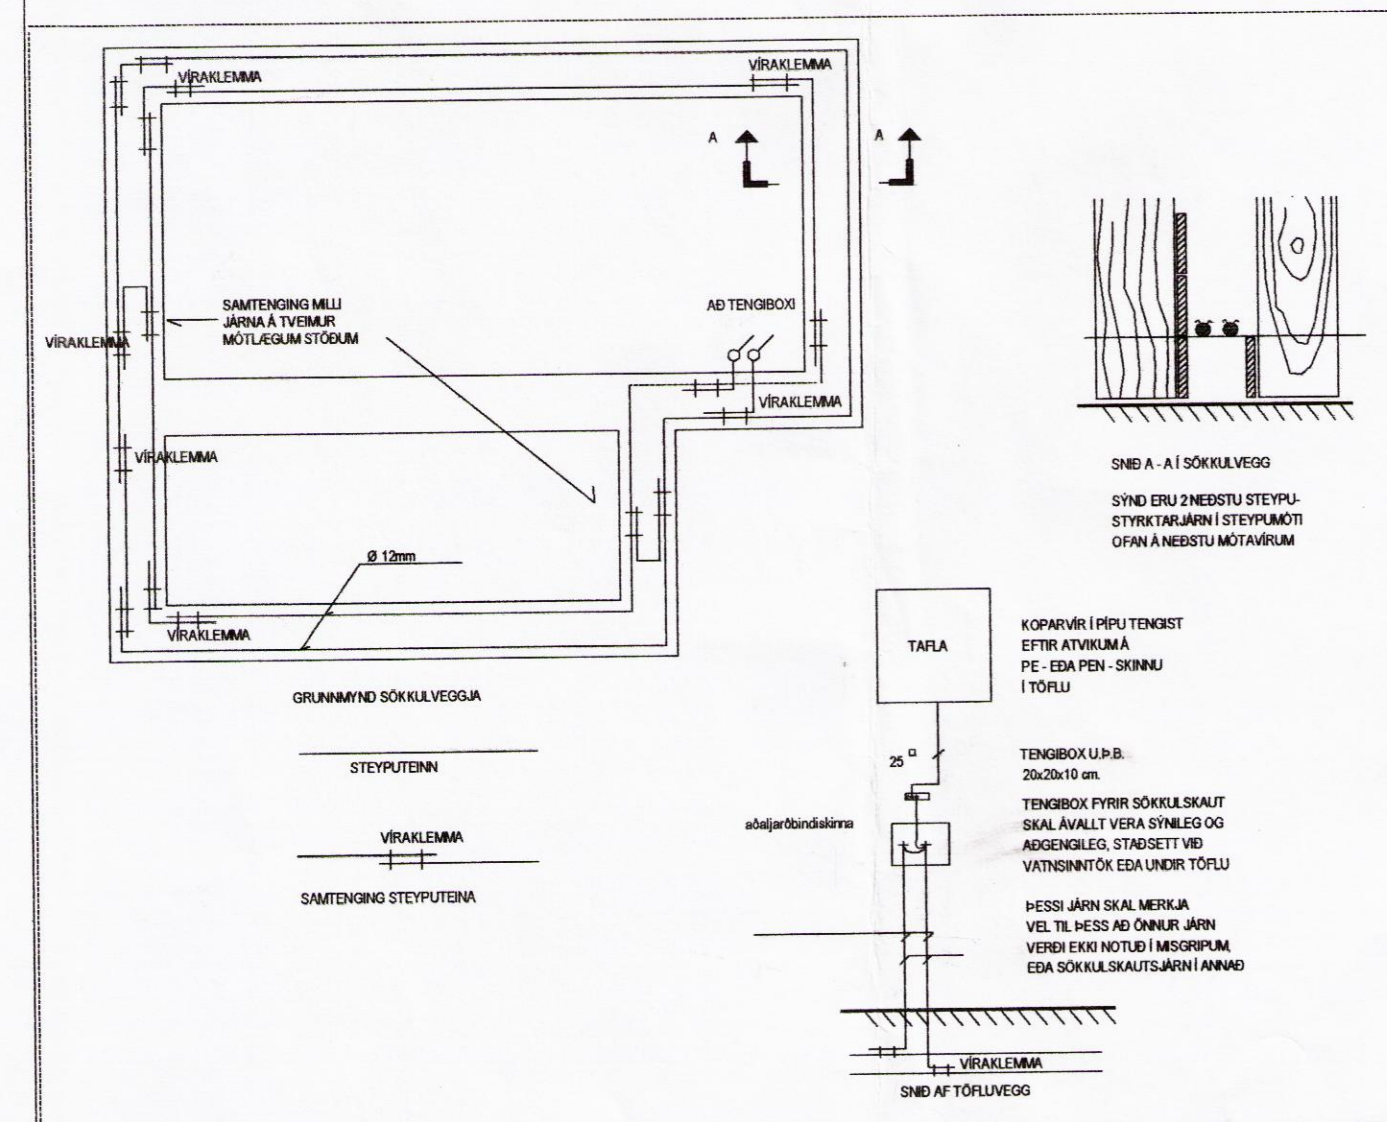 VÍRAKLEMMA
VÍRAKLEMMA
A
A
SAMTENGING MILLI
JÁRNA Á TVEIMUR
MÓTLÆGUM STÖÐUM
AÐ TENGIBOXI
VÍRAKLEMMA
VÍRAKLEMMA
VÍRAKLEMMA
Ø 12mm
VÍRAKLEMMA
GRUNNMYND SÖKKULVEGGJA
STEYPUTEINN
VÍRAKLEMMA
SAMTENGING STEYPUTEINA
SNIÐ A - A Í SÖKKULVEGG
SÝND ERU 2 NEÐSTU STEYPU-
STYRKTARJÁRN Í STEYPUMÓTI
OFAN Á NEÐSTU MÓTAVÍRUM
TAFLA
KOPARVÍR Í PÍPU TENGIST
EFTIR ATVIKUM Á
PE - EÐA PEN - SKINNU
Í TÖFLU
25
TENGIBOX U.Þ.B.
20x20x10 cm.
aðaljarðbindiskinna
TENGIBOX FYRIR SÖKKULSKAUT
SKAL ÁVALLT VERA SÝNILEG OG
AÐGENGILEG, STAÐSETT VIÐ
VATNSINNTÖK EÐA UNDIR TÖFLU
ÞESSI JÁRN SKAL MERKJA
VEL TIL ÞESS AÐ ÖNNUR JÁRN
VERÐI EKKI NOTUÐ Í MISGRIPUM,
EÐA SÖKKULSKAUTSJÁRN Í ANNAÐ
VÍRAKLEMMA
SNIÐ AF TÖFLUVEGG